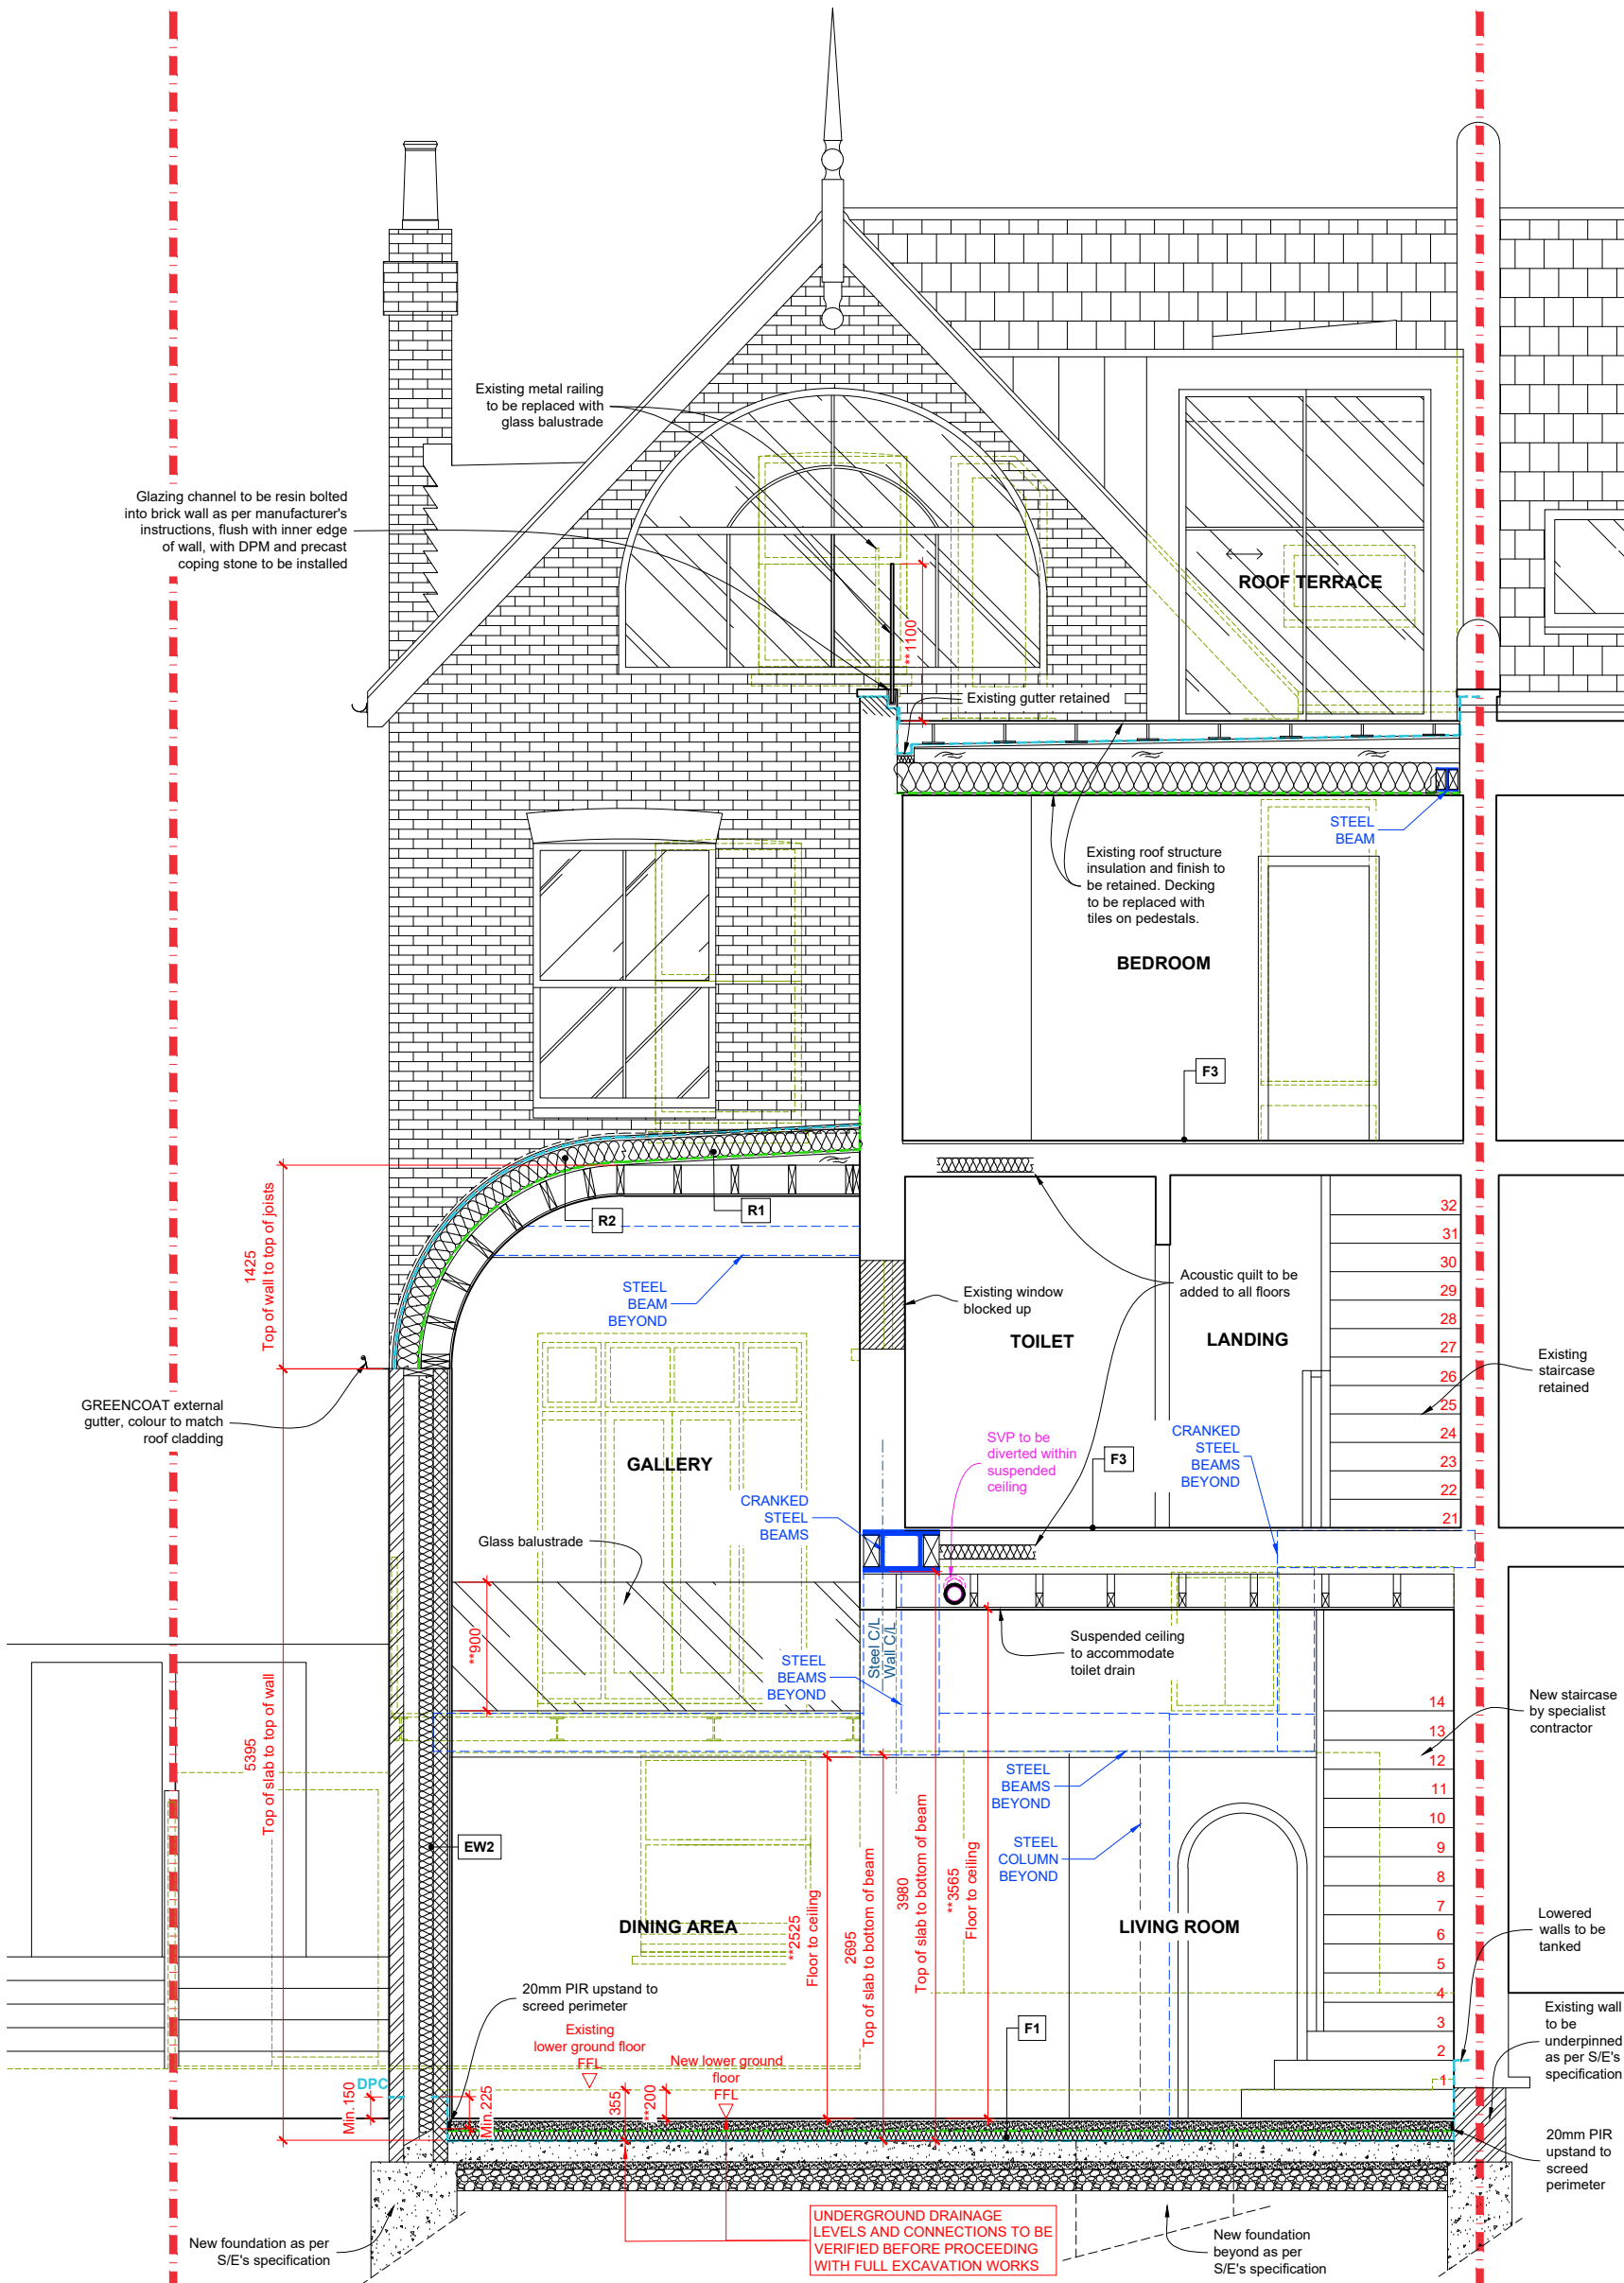 Existing metal railing
to be replaced with
glass balustrade
Glazing channel to be resin bolted
into brick wall as per manufacturer's
instructions, flush with inner edge
of wall, with DPM and precast
coping stone to be installed
ROOF TERRACE
**1100
Existing gutter retained
STEEL
BEAM
Existing roof structure
insulation and finish to
be retained. Decking
to be replaced with
tiles on pedestals.
BEDROOM
F3
R2
R1
1425
Top of wall to top of joists
STEEL
BEAM
BEYOND
Existing window
blocked up
Acoustic quilt to be
added to all floors
TOILET
LANDING
32
31
30
29
28
27
26
25
24
23
22
21
Existing
staircase
retained
GREENCOAT external
gutter, colour to match
roof cladding
GALLERY
SVP to be
diverted within
suspended
ceiling
F3
CRANKED
STEEL
BEAMS
BEYOND
CRANKED
STEEL
BEAMS
Glass balustrade
**900
Steel C/L
Wall C/L
STEEL
BEAMS
BEYOND
Suspended ceiling
to accommodate
toilet drain
5395
Top of slab to top of wall
14
13
12
11
10
9
8
7
6
5
4
3
2
1
New staircase
by specialist
contractor
STEEL
BEAMS
BEYOND
STEEL
COLUMN
BEYOND
EW2
DINING AREA
**2525
Floor to ceiling
2695
Top of slab to bottom of beam
3980
Top of slab to bottom of beam
**3565
Floor to ceiling
LIVING ROOM
Lowered
walls to be
tanked
20mm PIR upstand to
screed perimeter
Existing
lower ground floor
FFL
New lower ground
floor
FFL
F1
Existing wall
to be
underpinned
as per S/E's
specification
DPC
Min.150
Min.225
355
**200
20mm PIR
upstand to
screed
perimeter
New foundation as per
S/E's specification
UNDERGROUND DRAINAGE
LEVELS AND CONNECTIONS TO BE
VERIFIED BEFORE PROCEEDING
WITH FULL EXCAVATION WORKS
New foundation
beyond as per
S/E's specification